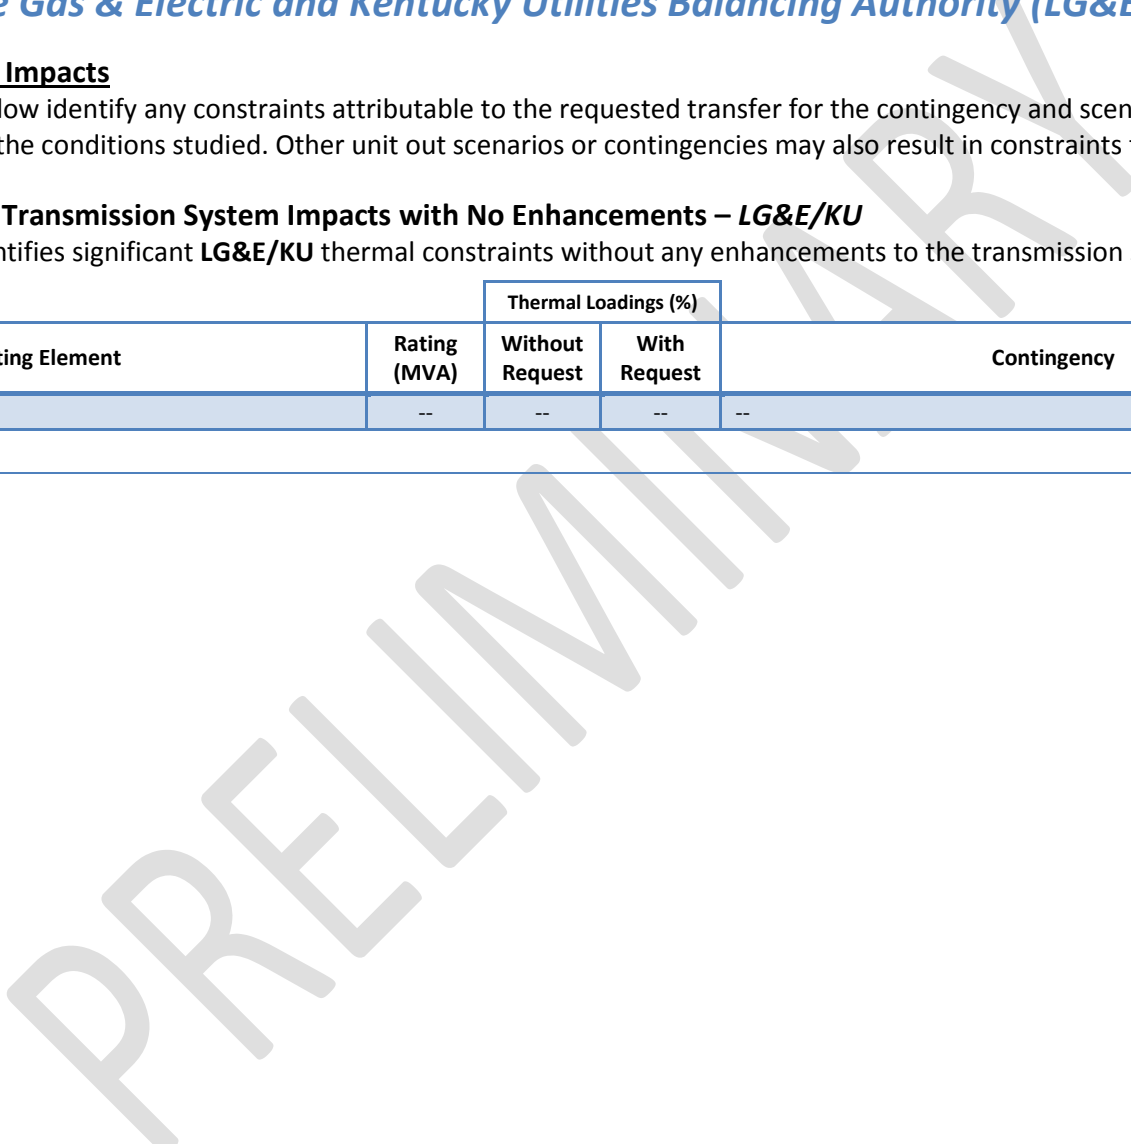 e Gas & Electric and Kentucky Utilities Balancing Authority (LG&E
Impacts
low identify any constraints attributable to the requested transfer for the contingency and scen
the conditions studied. Other unit out scenarios or contingencies may also result in constraints
Transmission System Impacts with No Enhancements – LG&E/KU
ntifies significant LG&E/KU thermal constraints without any enhancements to the transmission
Thermal Loadings (%)
ting Element Rating (MVA) Without Request With Request Contingency
-- -- -- --
PRELIMINARY